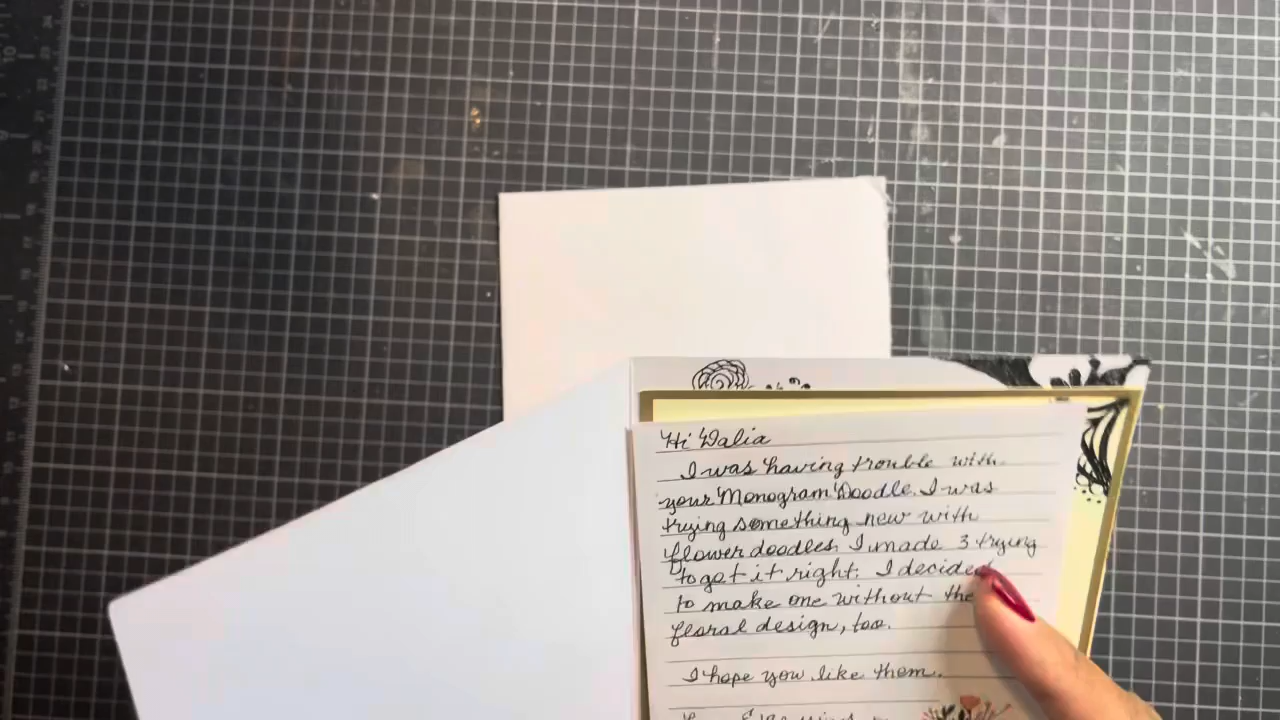 Hi Dalia
I was having trouble with
your Monogram Doodle. I was
trying something new with
flower doodles. I made 3 trying
to get it right. I decided
to make one without the
floral design, too.
I hope you like them.